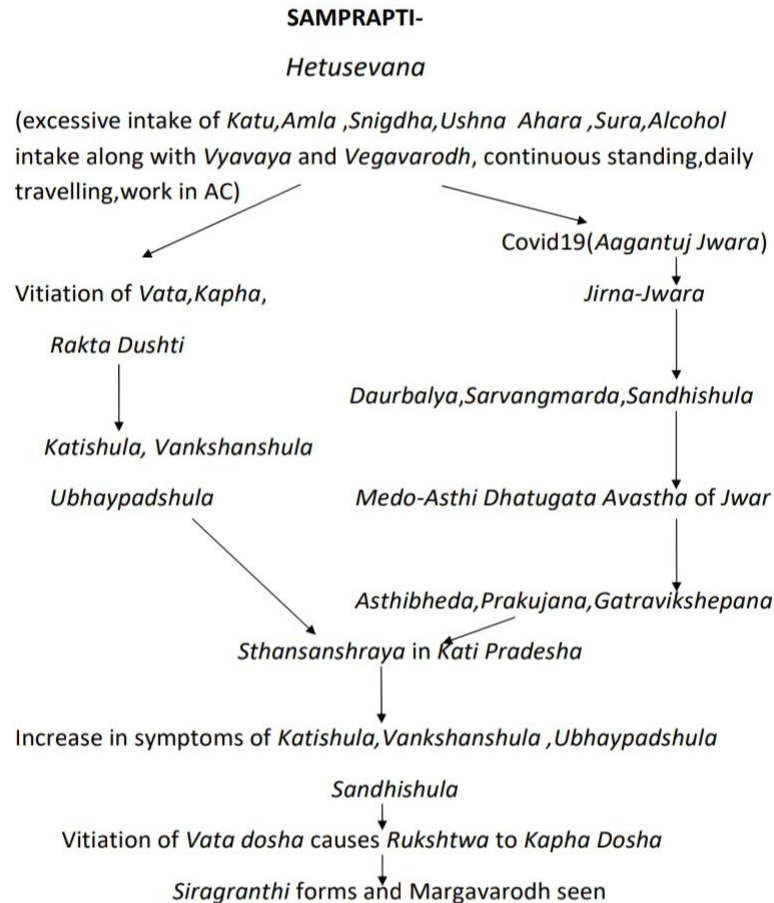 SAMPRAPTI-
Hetusevana
(excessive intake of Katu,Amla ,Snigdha,Ushna Ahara ,Sura,Alcohol
intake along with Vyavaya and Vegavarodh, continuous standing,daily
travelling,work in AC)
Covid19(Aagantuj Jwara)
Vitiation of Vata,Kapha,
Jirna-Jwara
Rakta Dushti
Daurbalya,Sarvangmarda,Sandhishula
Katishula, Vankshanshula
Ubhaypadshula
Medo-Asthi Dhatugata Avastha of Jwar
Asthibheda,Prakujana,Gatravikshepana
Sthansanshraya in Kati Pradesha
Increase in symptoms of Katishula,Vankshanshula ,Ubhaypadshula
Sandhishula
Vitiation of Vata dosha causes Rukshtwa to Kapha Dosha
Siragranthi forms and Margavarodh seen